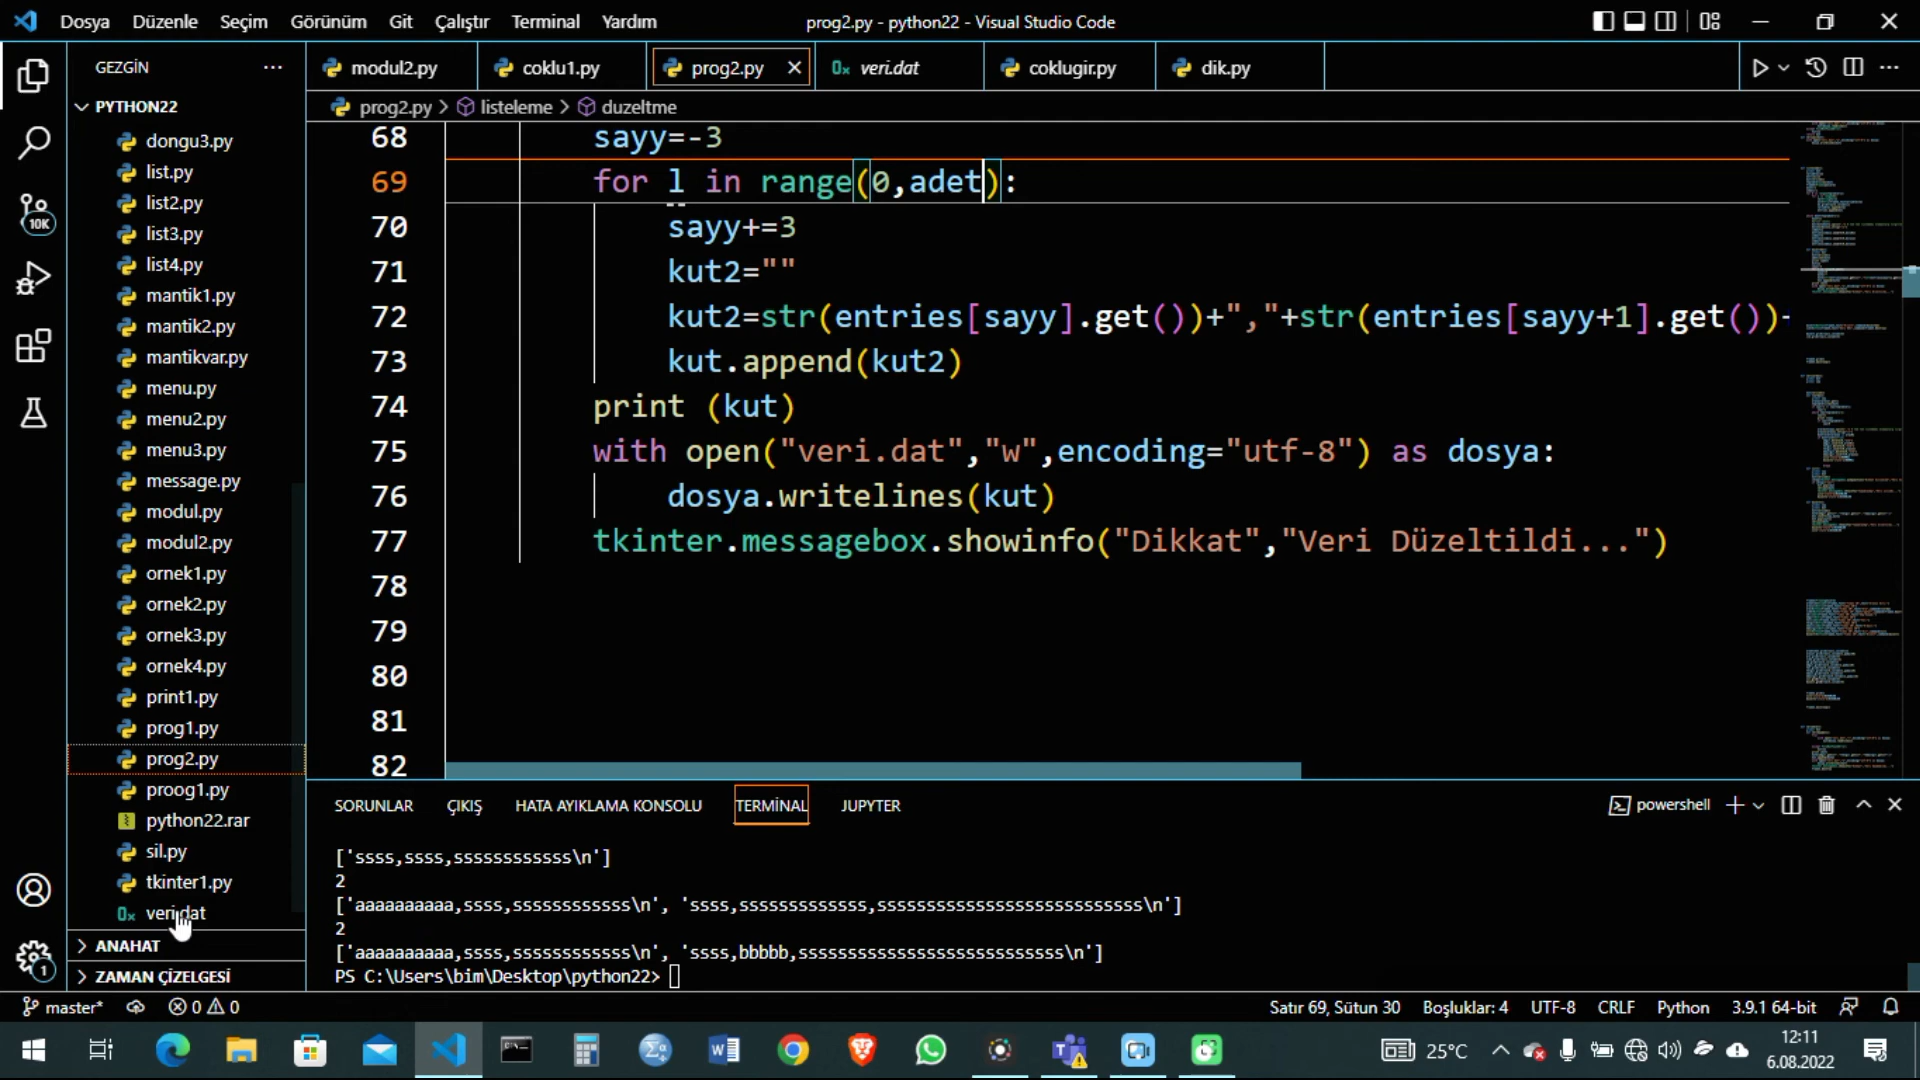 Dosya Düzenle Seçim Görünüm Git Çalıştır Terminal Yardım prog2.py - python22 - Visual Studio Code
GEZGİN
modul2.py coklu1.py prog2.py veri.dat coklugir.py dik.py
PYTHON22
prog2.py > listeleme > duzeltme
dongu3.py
list.py
list2.py
list3.py
list4.py
mantik1.py
mantik2.py
mantikvar.py
menu.py
menu2.py
menu3.py
message.py
modul.py
modul2.py
ornek1.py
ornek2.py
ornek3.py
ornek4.py
print1.py
prog1.py
prog2.py
proog1.py
python22.rar
sil.py
tkinter1.py
veri.dat
ANAHAT
ZAMAN ÇİZELGESİ
10K
1
68 sayy=-3
69 for l in range(0,adet):
70 sayy+=3
71 kut2=""
72 kut2=str(entries[sayy].get())+","+str(entries[sayy+1].get())
73 kut.append(kut2)
74 print (kut)
75 with open("veri.dat","w",encoding="utf-8") as dosya:
76 dosya.writelines(kut)
77 tkinter.messagebox.showinfo("Dikkat","Veri Düzeltildi...")
78
79
80
81
82
SORUNLAR ÇIKIŞ HATA AYIKLAMA KONSOLU TERMİNAL JUPYTER powershell
['ssss,ssss,ssssssssssss\n']
2
['aaaaaaaaaa,ssss,ssssssssssss\n', 'ssss,sssssssssssss,sssssssssssssssssssssssssss\n']
2
['aaaaaaaaaa,ssss,ssssssssssss\n', 'ssss,bbbbb,sssssssssssssssssssssssssss\n']
PS C:\Users\bim\Desktop\python22>
master* 0 0 Satır 69, Sütun 30 Boşluklar: 4 UTF-8 CRLF Python 3.9.1 64-bit
25°C 12:11
6.08.2022